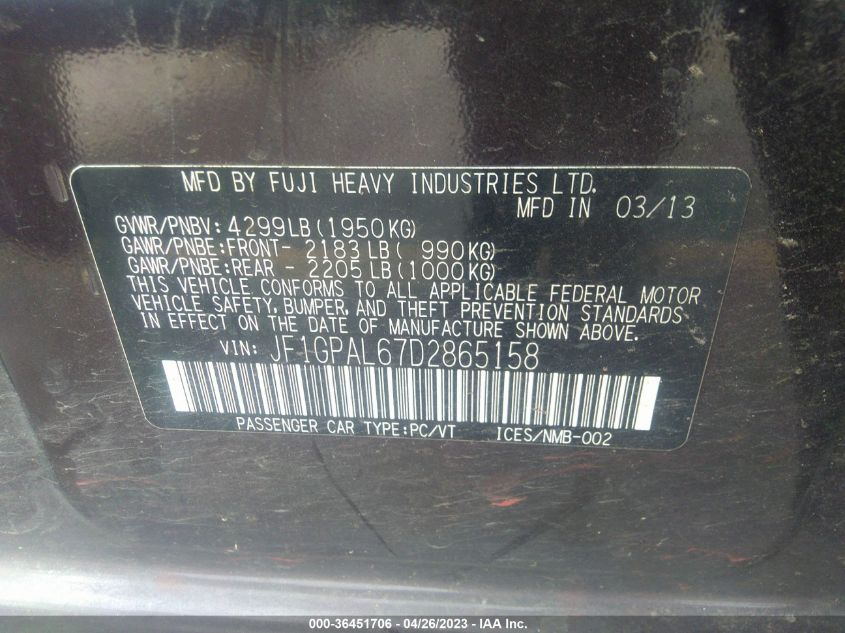 MFD BY FUJI HEAVY INDUSTRIES LTD.
MFD IN 03/13
GVWR/PNBV: 4299LB (1950KG)
GAWR/PNBE: FRONT- 2183 LB ( 990KG)
GAWR/PNBE: REAR - 2205 LB (1000KG)
THIS VEHICLE CONFORMS TO ALL APPLICABLE FEDERAL MOTOR
VEHICLE SAFETY, BUMPER, AND THEFT PREVENTION STANDARDS
IN EFFECT ON THE DATE OF MANUFACTURE SHOWN ABOVE.
VIN: JF1GPAL67D2865158
PASSENGER CAR TYPE: PC/VT ICES/NMB-002
000-36451706 - 04/26/2023 - IAA Inc.